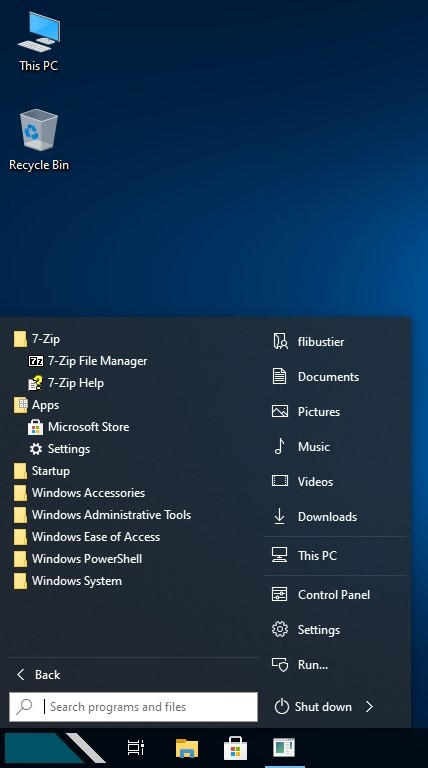 This PC
Recycle Bin
7-Zip
7-Zip File Manager
7-Zip Help
Apps
Microsoft Store
Settings
Startup
Windows Accessories
Windows Administrative Tools
Windows Ease of Access
Windows PowerShell
Windows System
Back
Search programs and files
flibustier
Documents
Pictures
Music
Videos
Downloads
This PC
Control Panel
Settings
Run...
Shut down